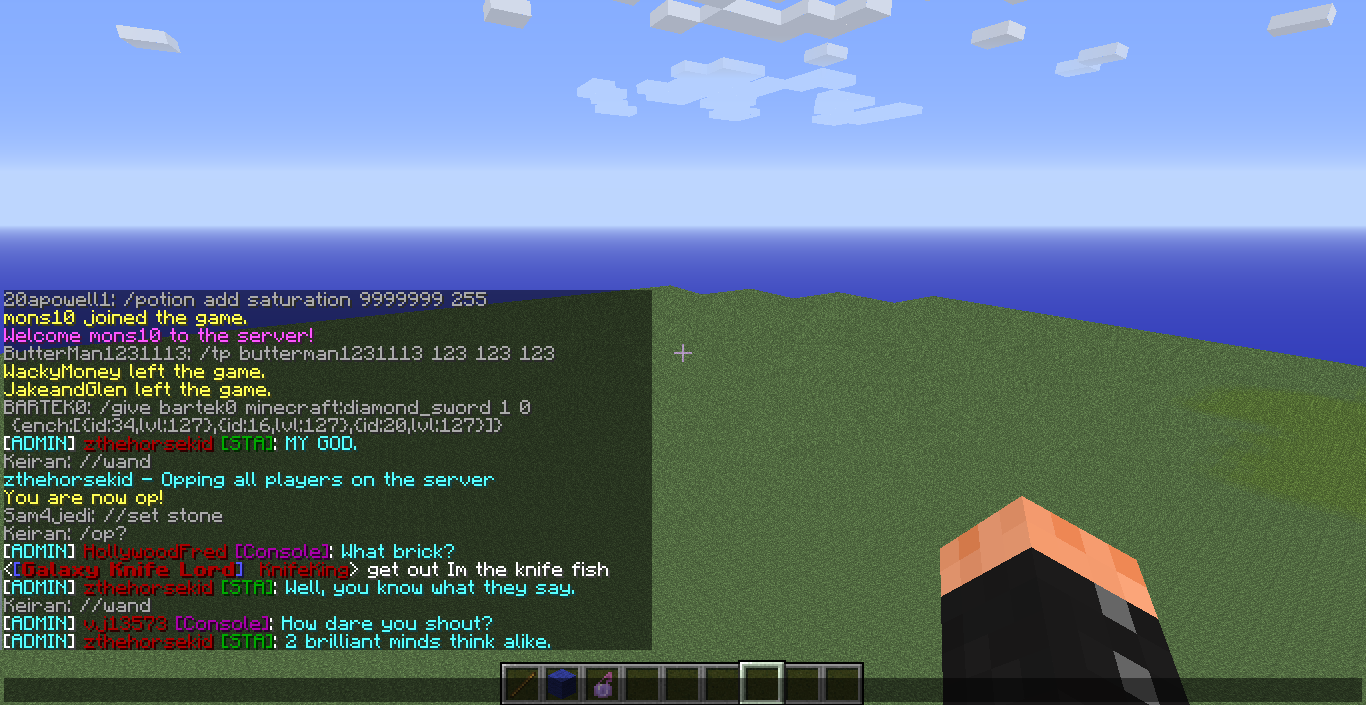 20apowell1: /potion add saturation 9999999 255
mons10 joined the game.
Welcome mons10 to the server!
ButterMan1231113: /tp butterman1231113 123 123 123
WackyMoney left the game.
JakeandGlen left the game.
BARTEK0: /give bartek0 minecraft:diamond_sword 1 0
{ench:[{id:34,lvl:127},{id:16,lvl:127},{id:20,lvl:127}]}
[ADMIN] zthehorsekid [STA]: MY GOD.
Keiran: //wand
zthehorsekid - Opping all players on the server
You are now op!
Sam4jedi: //set stone
Keiran: /op?
[ADMIN] HollywoodFred [Console]: What brick?
<[Galaxy Knife Lord] KnifeKing> get out Im the knife fish
[ADMIN] zthehorsekid [STA]: Well, you know what they say.
Keiran: //wand
[ADMIN] vj13573 [Console]: How dare you shout?
[ADMIN] zthehorsekid [STA]: 2 brilliant minds think alike.